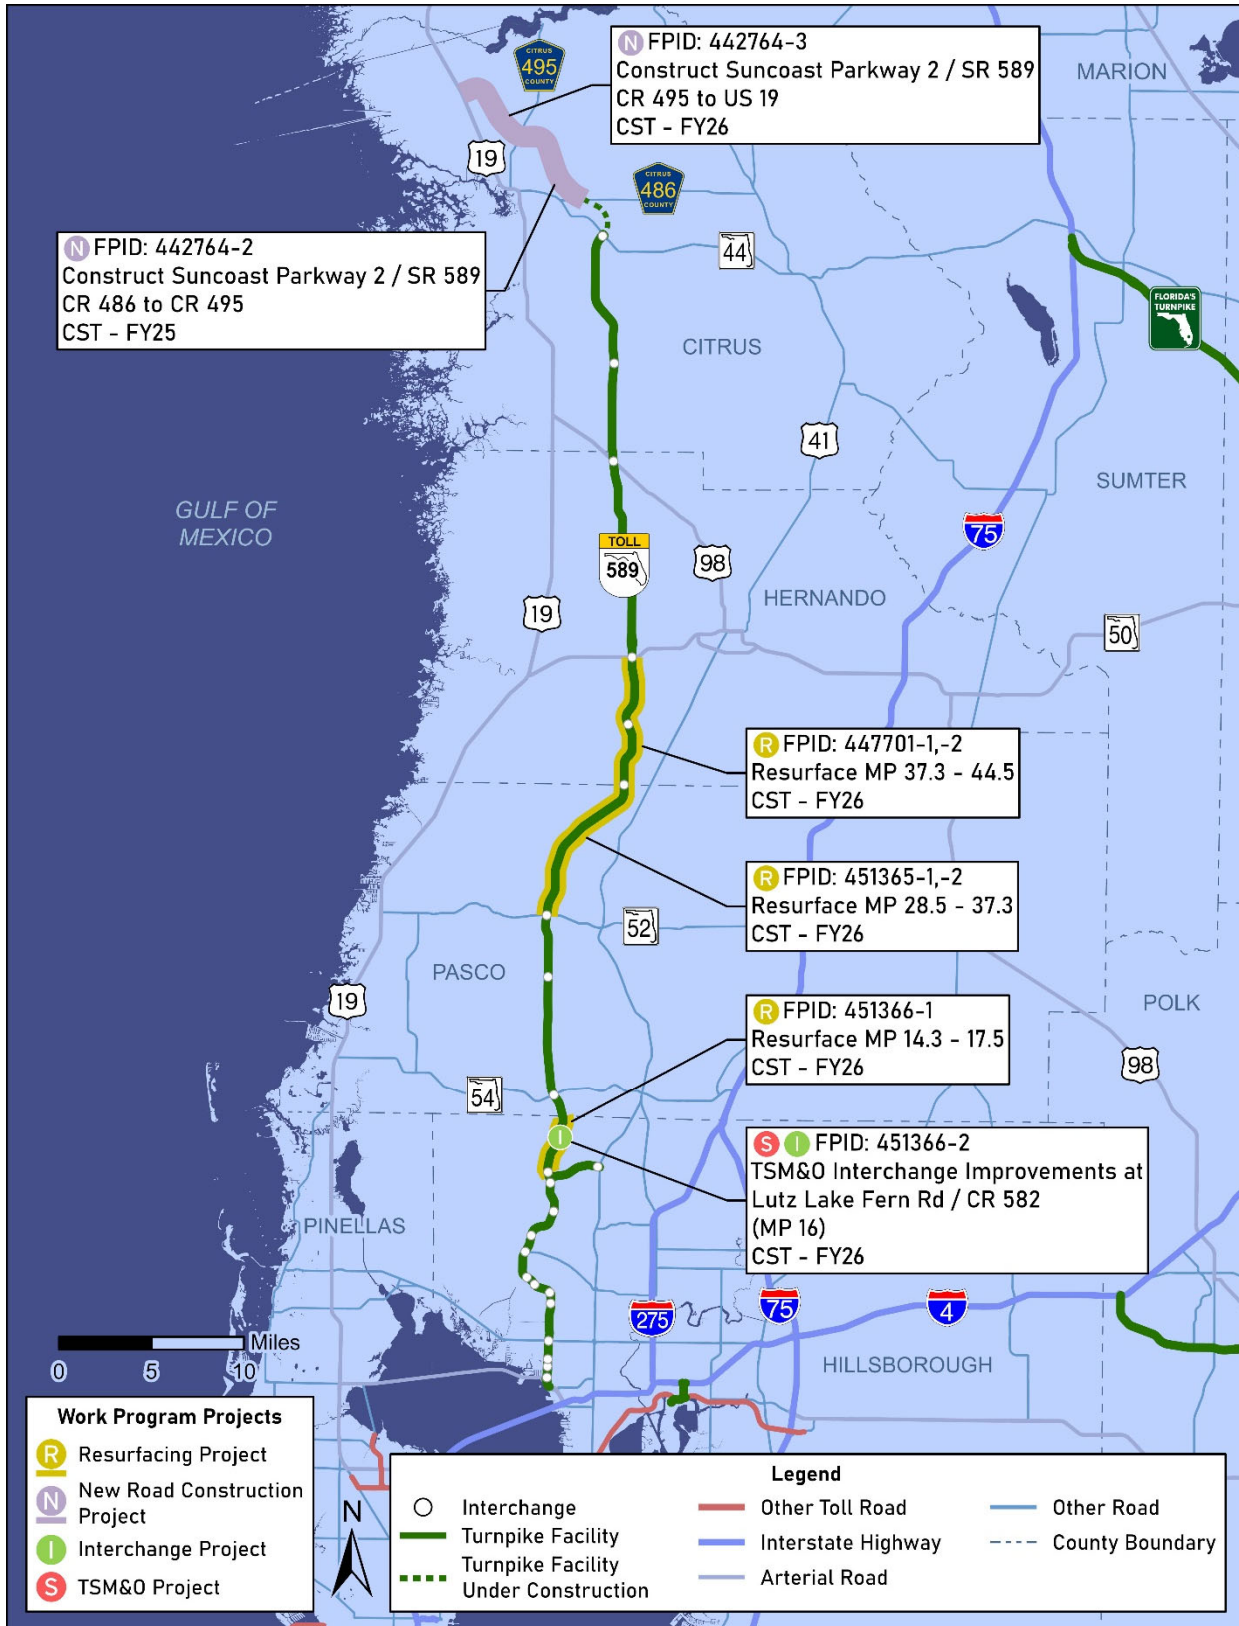 N FPID: 442764-3
Construct Suncoast Parkway 2 / SR 589
CR 495 to US 19
CST - FY26
CITRUS
495
COUNTY
MARION
19
CITRUS
486
COUNTY
N FPID: 442764-2
Construct Suncoast Parkway 2 / SR 589
CR 486 to CR 495
CST - FY25
44
FLORIDA'S
TURNPIKE
CITRUS
41
SUMTER
GULF OF
MEXICO
75
TOLL
589
98
HERNANDO
19
50
R FPID: 447701-1,-2
Resurface MP 37.3 - 44.5
CST - FY26
R FPID: 451365-1,-2
Resurface MP 28.5 - 37.3
CST - FY26
52
PASCO
19
R FPID: 451366-1
Resurface MP 14.3 - 17.5
CST - FY26
POLK
98
54
I
S I FPID: 451366-2
TSM&O Interchange Improvements at
Lutz Lake Fern Rd / CR 582
(MP 16)
CST - FY26
PINELLAS
275
75
4
HILLSBOROUGH
Miles
0 5 10
Work Program Projects
R Resurfacing Project
N New Road Construction
Project
I Interchange Project
S TSM&O Project
N
Legend
Interchange
Turnpike Facility
Turnpike Facility
Under Construction
Other Toll Road
Interstate Highway
Arterial Road
Other Road
County Boundary